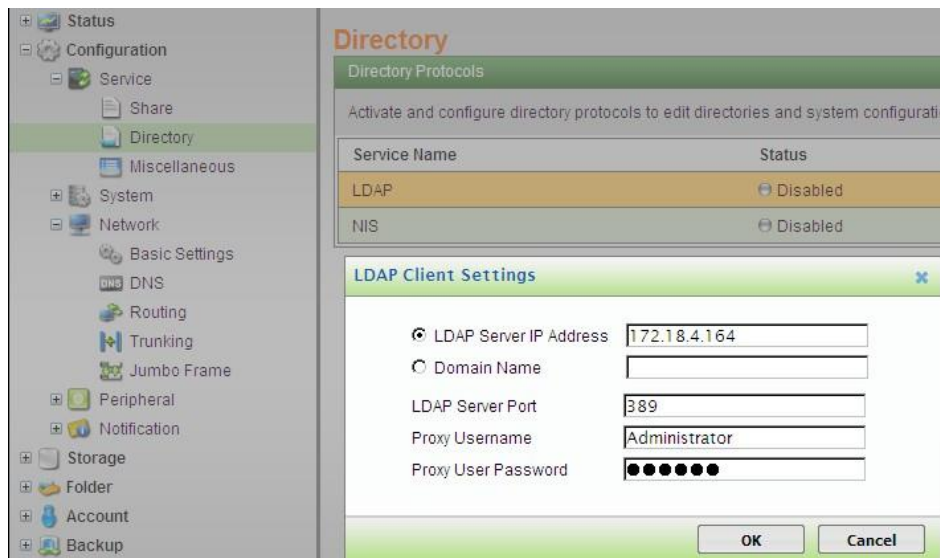 Status
Configuration
Service
Share
Directory
Miscellaneous
System
Network
Basic Settings
DNS
DNS
Routing
Trunking
Jumbo Frame
Peripheral
Notification
Storage
Folder
Account
Backup
Directory
Directory Protocols
Activate and configure directory protocols to edit directories and system
Service Name Status
LDAP Disabled
NIS Disabled
LDAP Client Settings
LDAP Server IP Address 172.18.4.164
Domain Name
LDAP Server Port 389
Proxy Username Administrator
Proxy User Password ●●●●●●
OK Cancel